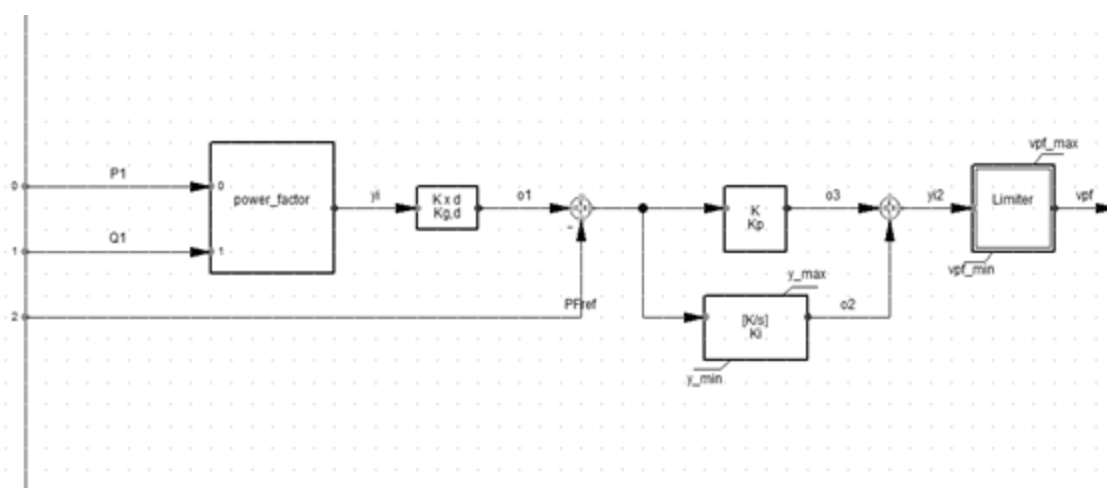 vpf_max
P1
0
0
power_factor
yi
K x d
Kg,d
o1
K
Kp
o3
yi2
Limiter
vpf
Q1
1
1
-
vpf_min
y_max
2
PFref
[K/s]
Ki
o2
y_min